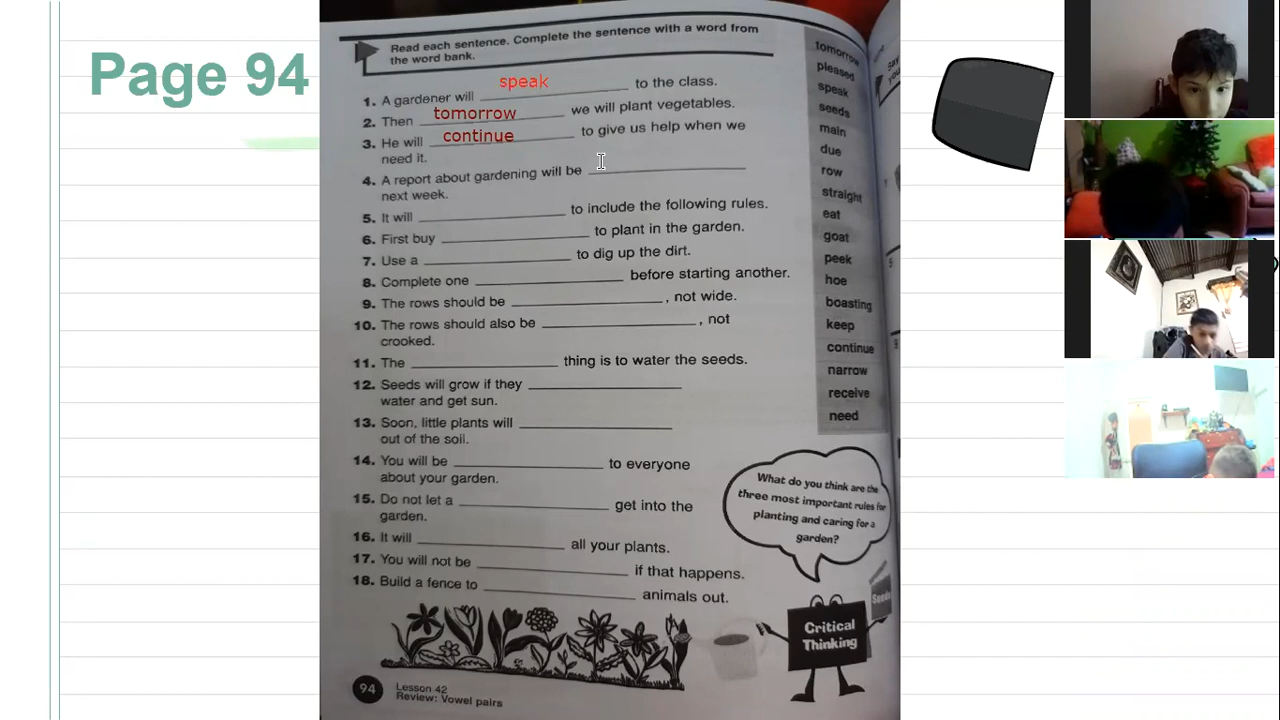 Page 94
Read each sentence. Complete the sentence with a word from
the word bank.
1. A gardener will speak to the class.
2. Then tomorrow we will plant vegetables.
3. He will continue to give us help when we
need it.
4. A report about gardening will be
next week.
5. It will to include the following rules.
6. First buy to plant in the garden.
7. Use a to dig up the dirt.
8. Complete one before starting another.
9. The rows should be , not wide.
10. The rows should also be , not
crooked.
11. The thing is to water the seeds.
12. Seeds will grow if they
water and get sun.
13. Soon, little plants will
out of the soil.
14. You will be to everyone
about your garden.
15. Do not let a get into the
garden.
16. It will all your plants.
17. You will not be if that happens.
18. Build a fence to animals out.
tomorrow
pleased
speak
seeds
main
due
row
straight
eat
goat
peek
hoe
boasting
keep
continue
narrow
receive
need
What do you think are the
three most important rules for
planting and caring for a
garden?
Seeds
Critical
Thinking
94
Lesson 42
Review: Vowel pairs